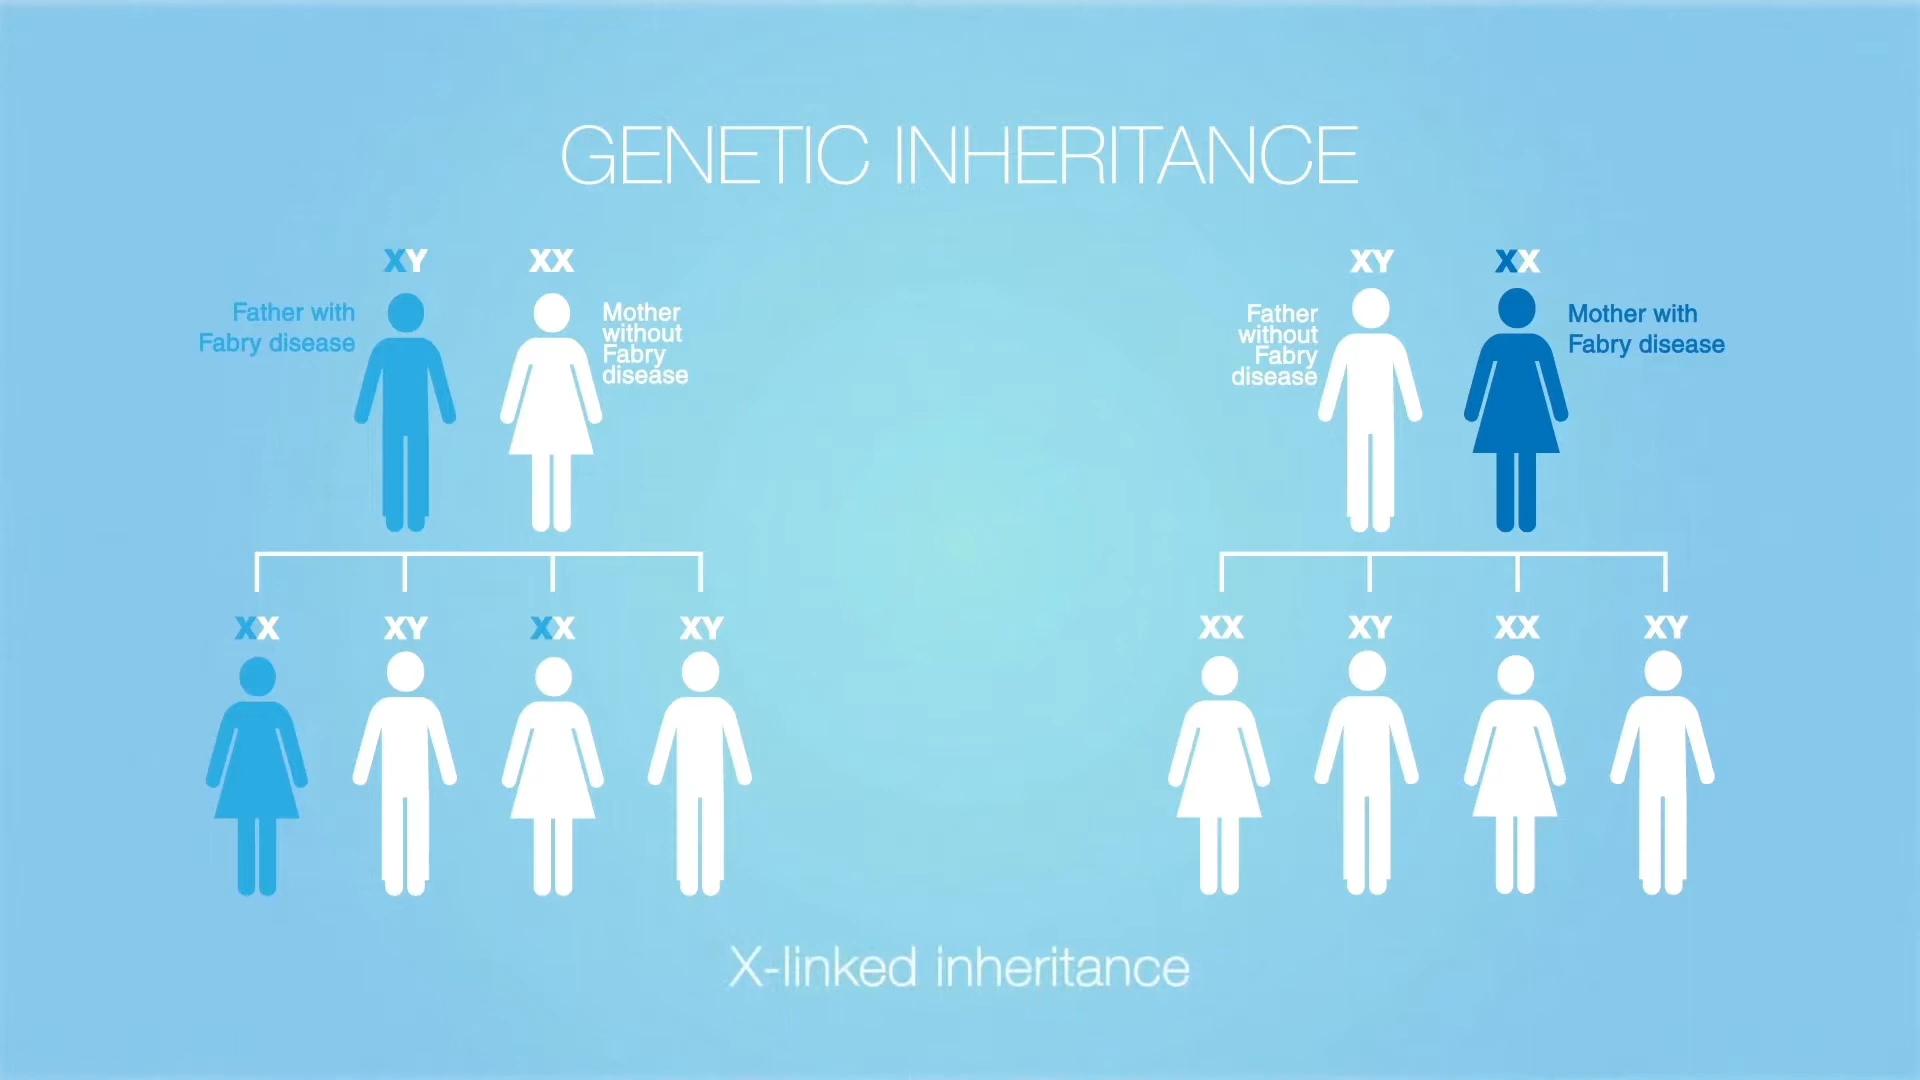 GENETIC INHERITANCE
XY
XX
Father with
Fabry disease
Mother
without
Fabry
disease
XY
XX
Father
without
Fabry
disease
Mother with
Fabry disease
XX
XY
XX
XY
XX
XY
XX
XY
X-linked inheritance